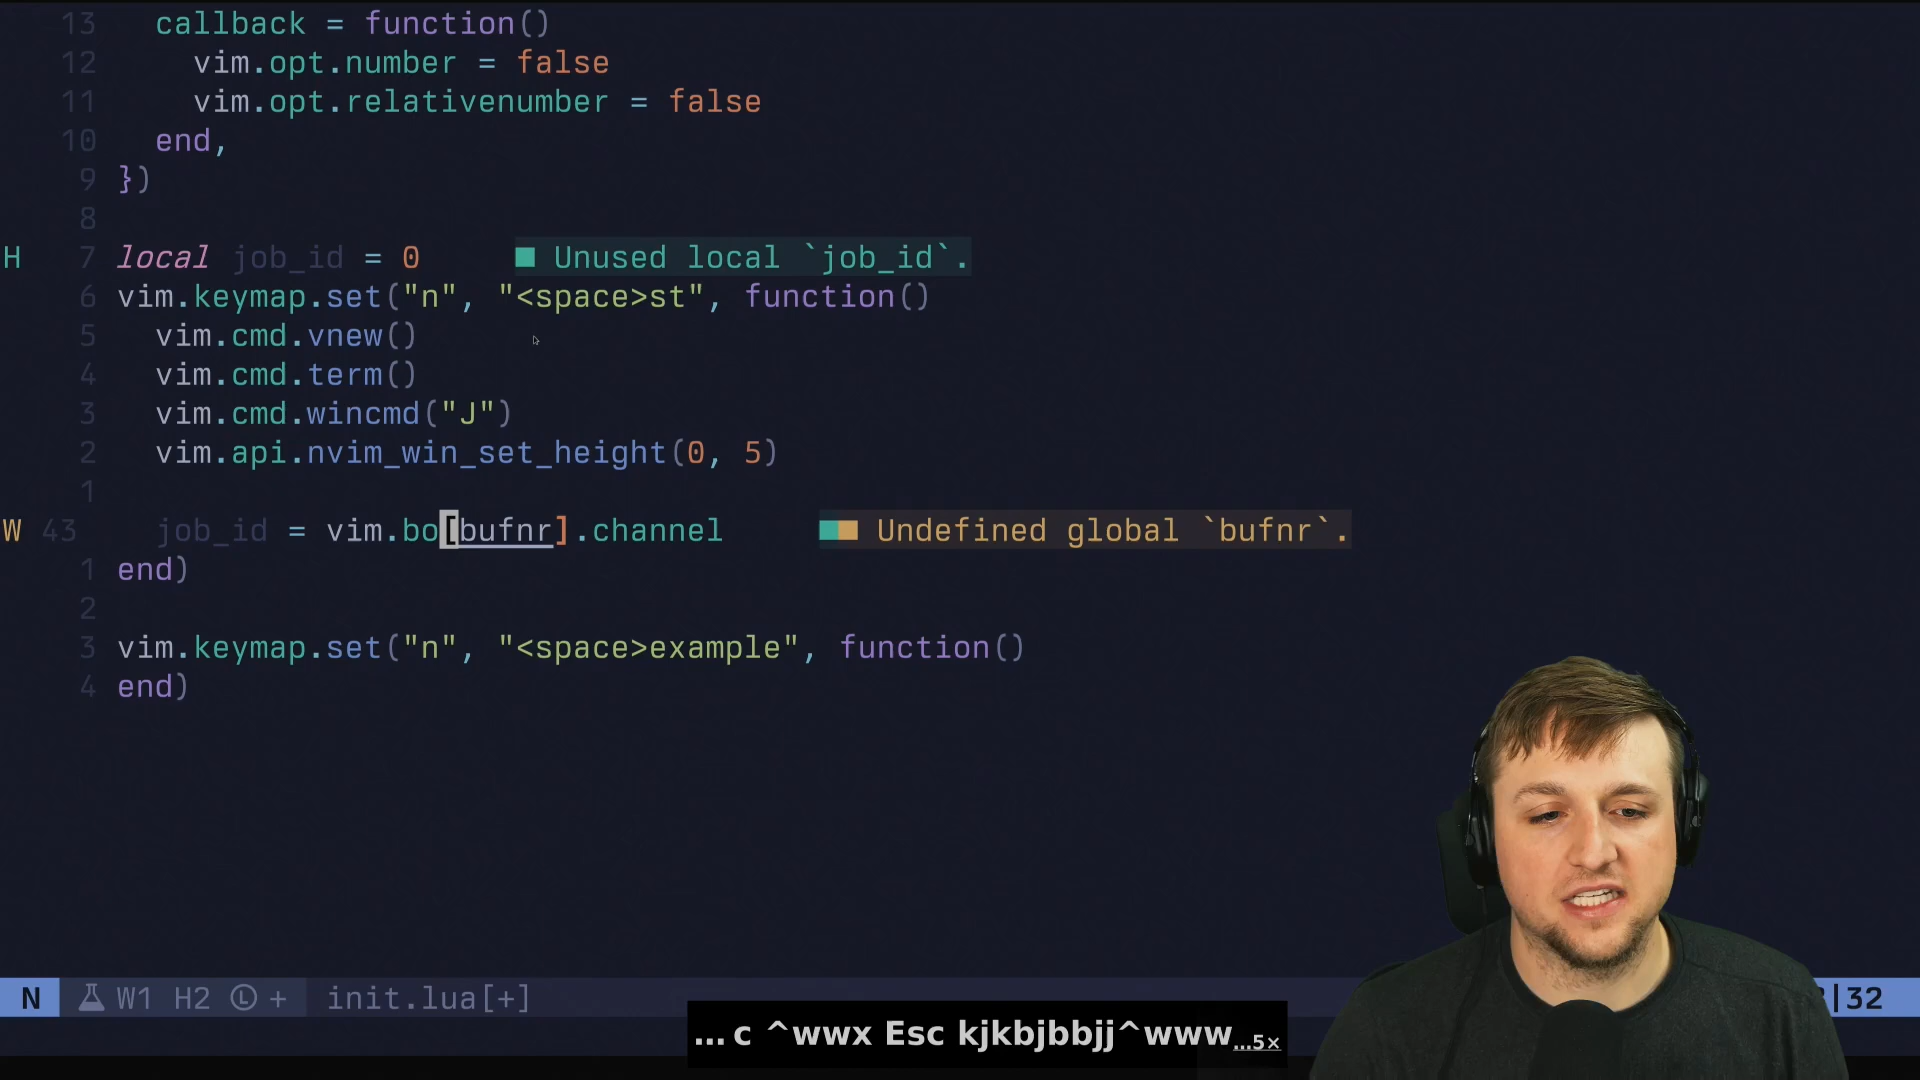 13 callback = function()
12 vim.opt.number = false
11 vim.opt.relativenumber = false
10 end,
9 })
8
H 7 local job_id = 0 ■ Unused local `job_id`.
6 vim.keymap.set("n", "<space>st", function()
5 vim.cmd.vnew()
4 vim.cmd.term()
3 vim.cmd.wincmd("J")
2 vim.api.nvim_win_set_height(0, 5)
1
W 43 job_id = vim.bo[bufnr].channel ■■ Undefined global `bufnr`.
1 end)
2
3 vim.keymap.set("n", "<space>example", function()
4 end)
N W1 H2 Ⓛ + init.lua[+] |32
... c ^wwx Esc kjkbjbbjj^www...5×